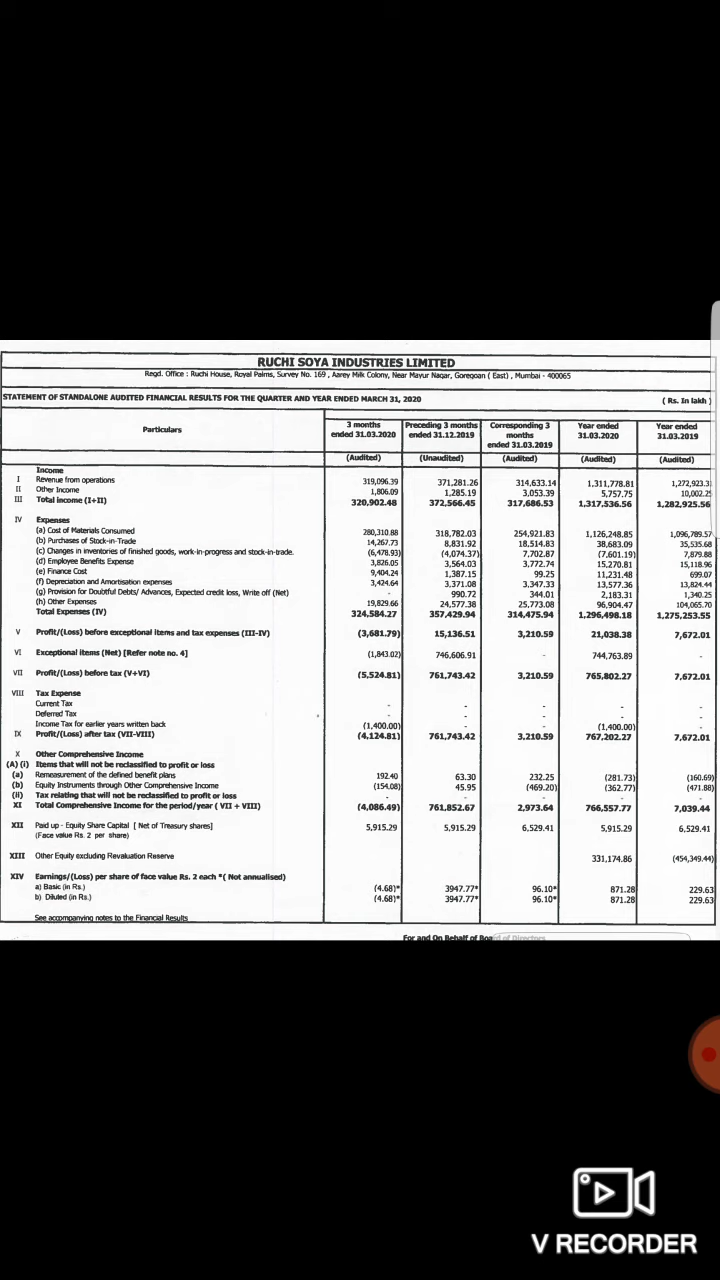 RUCHI SOYA INDUSTRIES LIMITED
Regd. Office : Ruchi House, Royal Palms, Survey No. 169 , Aarey Milk Colony, Near Mayur Nagar, Goregoan ( East) , Mumbai - 400065
STATEMENT OF STANDALONE AUDITED FINANCIAL RESULTS FOR THE QUARTER AND YEAR ENDED MARCH 31, 2020 ( Rs. In lakh )
Particulars 3 months ended 31.03.2020 Preceding 3 months ended 31.12.2019 Corresponding 3 months ended 31.03.2019 Year ended 31.03.2020 Year ended 31.03.2019
(Audited) (Unaudited) (Audited) (Audited) (Audited)
Income
I Revenue from operations 319,096.39 371,281.26 314,633.14 1,311,778.81 1,272,923.3
II Other Income 1,806.09 1,285.19 3,053.39 5,757.75 10,002.25
III Total income (I+II) 320,902.48 372,566.45 317,686.53 1,317,536.56 1,282,925.56
IV Expenses
(a) Cost of Materials Consumed 280,310.88 318,782.03 254,921.83 1,126,248.85 1,096,789.57
(b) Purchases of Stock-in-Trade 14,267.73 8,831.92 18,514.83 38,683.09 35,535.68
(c) Changes in inventories of finished goods, work-in-progress and stock-in-trade. (6,478.93) (4,074.37) 7,702.87 (7,601.19) 7,879.88
(d) Employee Benefits Expense 3,826.05 3,564.03 3,772.74 15,270.81 15,118.96
(e) Finance Cost 9,404.24 1,387.15 99.25 11,231.48 699.07
(f) Depreciation and Amortisation expenses 3,424.64 3,371.08 3,347.33 13,577.36 13,824.44
(g) Provision for Doubtful Debts/ Advances, Expected credit loss, Write off (Net) - 990.72 344.01 2,183.31 1,340.25
(h) Other Expenses 19,829.66 24,577.38 25,773.08 96,904.47 104,065.70
Total Expenses (IV) 324,584.27 357,429.94 314,475.94 1,296,498.18 1,275,253.55
V Profit/(Loss) before exceptional items and tax expenses (III-IV) (3,681.79) 15,136.51 3,210.59 21,038.38 7,672.01
VI Exceptional items (Net) [Refer note no. 4] (1,843.02) 746,606.91 - 744,763.89 -
VII Profit/(Loss) before tax (V+VI) (5,524.81) 761,743.42 3,210.59 765,802.27 7,672.01
VIII Tax Expense
Current Tax - - - - -
Deferred Tax - - - - -
Income Tax for earlier years written back (1,400.00) - - (1,400.00) -
IX Profit/(Loss) after tax (VII-VIII) (4,124.81) 761,743.42 3,210.59 767,202.27 7,672.01
X Other Comprehensive Income
(A) (i) Items that will not be reclassified to profit or loss
(a) Remeasurement of the defined benefit plans 192.40 63.30 232.25 (281.73) (160.69)
(b) Equity Instruments through Other Comprehensive Income (154.08) 45.95 (469.20) (362.77) (471.88)
(ii) Tax relating that will not be reclassified to profit or loss - - - - -
XI Total Comprehensive Income for the period/year ( VII + VIII) (4,086.49) 761,852.67 2,973.64 766,557.77 7,039.44
XII Paid up - Equity Share Capital [ Net of Treasury shares] 5,915.29 5,915.29 6,529.41 5,915.29 6,529.41
(Face value Rs. 2 per share)
XIII Other Equity excluding Revaluation Reserve 331,174.86 (454,349.44)
XIV Earnings/(Loss) per share of face value Rs. 2 each *( Not annualised)
a) Basic (in Rs.) (4.68)* 3947.77* 96.10* 871.28 229.63
b) Diluted (in Rs.) (4.68)* 3947.77* 96.10* 871.28 229.63
See accompanying notes to the Financial Results
For and On Behalf of Board of Directors
V RECORDER